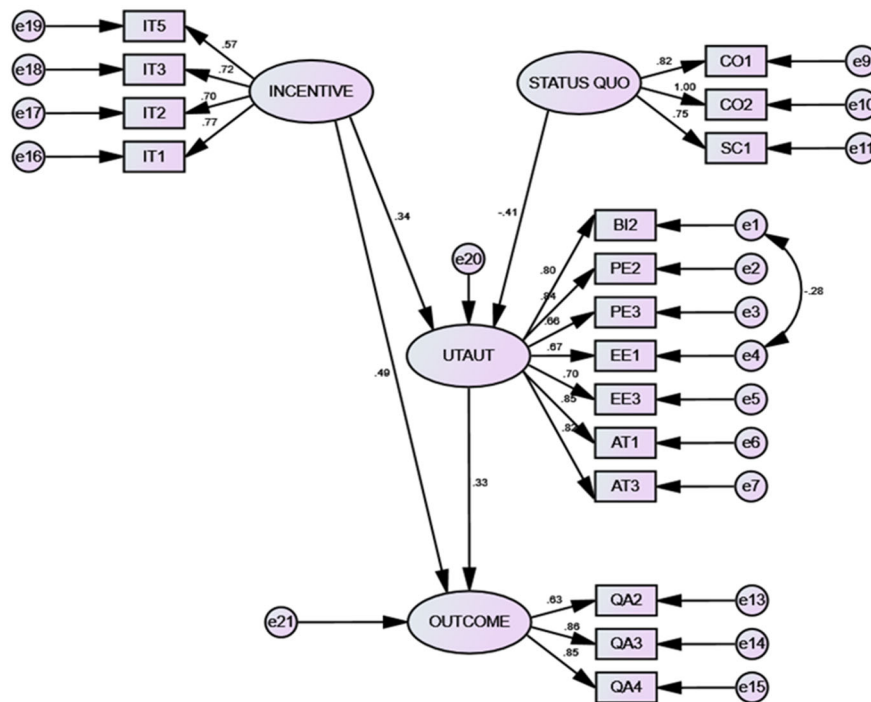 e19 IT5
.57
e18 IT3
.72
e17 IT2
.70
e16 IT1
.77
INCENTIVE
STATUS QUO
.82
CO1 e9
1.00
CO2 e10
.75
SC1 e11
.34
-.41
.49
e20
UTAUT
.80
BI2 e1
.84
PE2 e2
.66
PE3 e3
.67
EE1 e4
.70
EE3 e5
.85
AT1 e6
.82
AT3 e7
-.28
.33
e21
OUTCOME
.63
QA2 e13
.86
QA3 e14
.85
QA4 e15